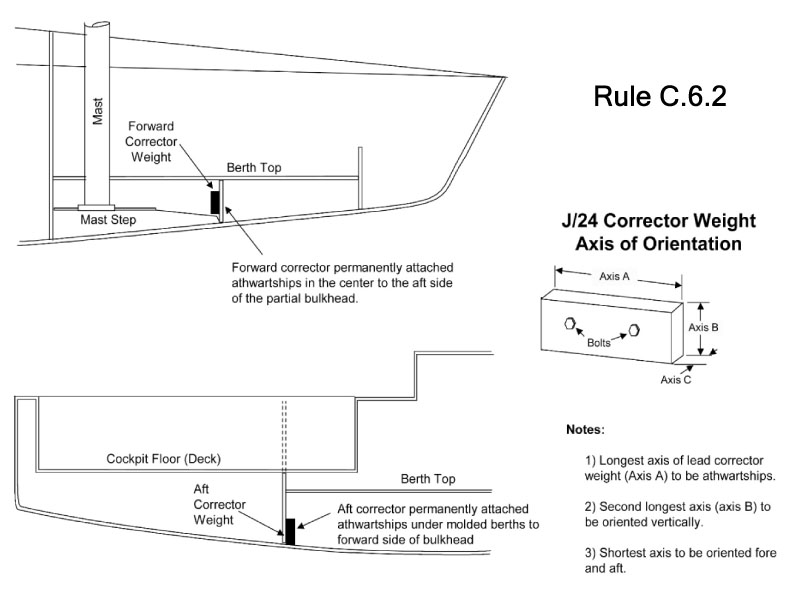 Rule C.6.2
Mast
Forward
Corrector
Weight
Berth Top
Mast Step
Forward corrector permanently attached
athwartships in the center to the aft side
of the partial bulkhead.
J/24 Corrector Weight
Axis of Orientation
Axis A
Axis B
Bolts
Axis C
Cockpit Floor (Deck)
Berth Top
Aft
Corrector
Weight
Aft corrector permanently attached
athwartships under molded berths to
forward side of bulkhead
Notes:
1) Longest axis of lead corrector
weight (Axis A) to be athwartships.
2) Second longest axis (axis B) to
be oriented vertically.
3) Shortest axis to be oriented fore
and aft.